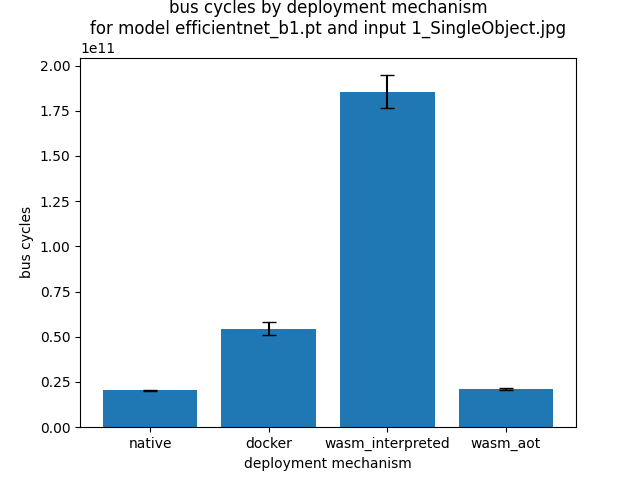 bus cycles by deployment mechanism
for model efficientnet_b1.pt and input 1_SingleObject.jpg
1e11
2.00
1.75
1.50
1.25
1.00
0.75
0.50
0.25
0.00
bus cycles
native docker wasm_interpreted wasm_aot
deployment mechanism